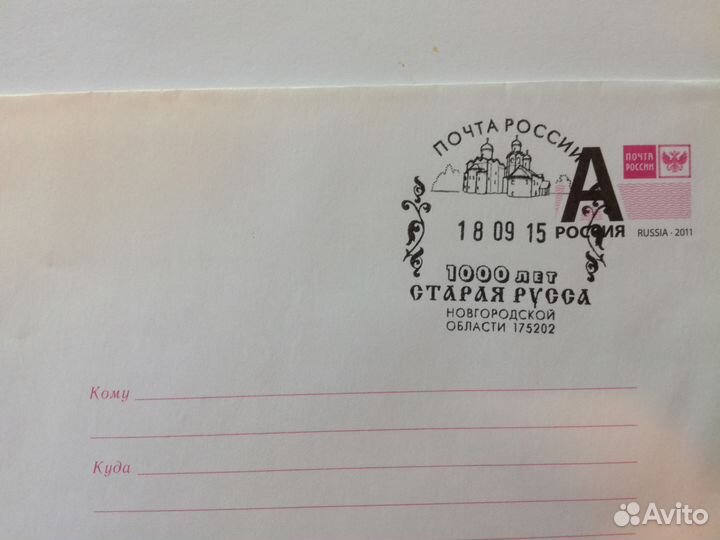 ПОЧТА РОССИИ
ПОЧТА
РОССИИ
А
18 09 15
РОССИЯ RUSSIA - 2011
1000 ЛЕТ
СТАРАЯ РУССА
НОВГОРОДСКОЙ
ОБЛАСТИ 175202
Кому
Куда
Avito